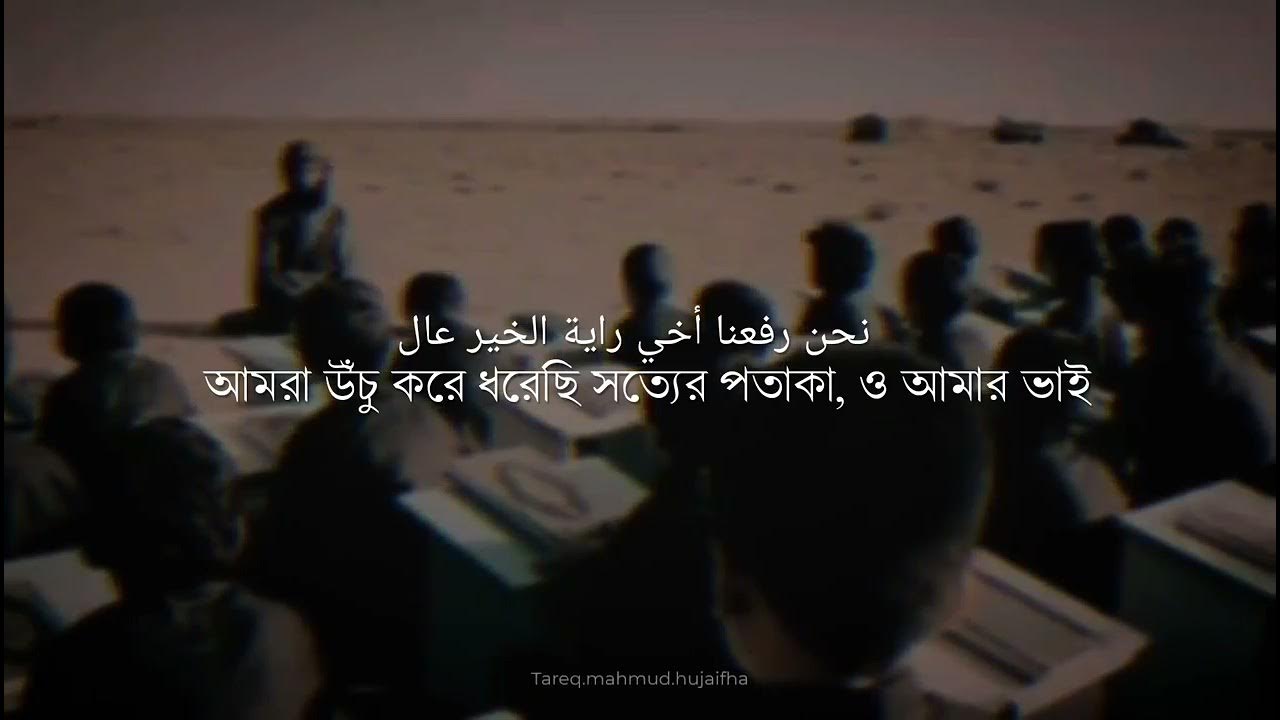 نحن رفعنا أخي راية الخير عال
আমরা উঁচু করে ধরেছি সত্যের পতাকা, ও আমার ভাই
Tareq.mahmud.hujaifha